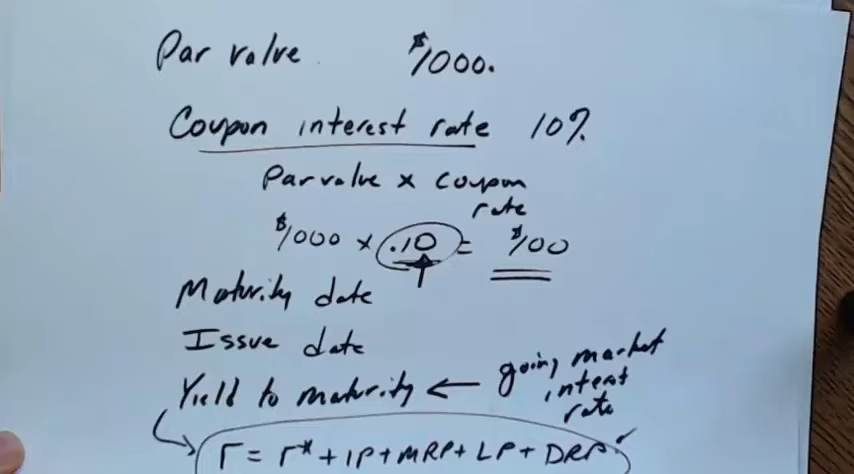 Par value $1000.
Coupon interest rate 10%
Par value x coupon
rate
$1000 x .10 = $100
Maturity date
Issue date
Yield to maturity ← going market
interest
rate
r = r* + IP + MRP + LP + DRP